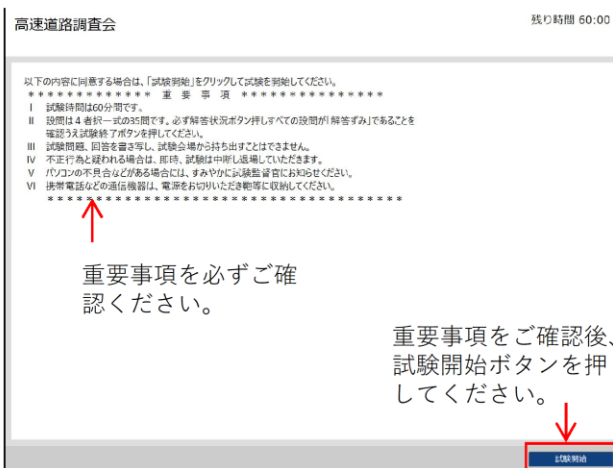 高速道路調査会
残り時間 60:00
以下の内容に同意する場合は、「試験開始」をクリックして試験を開始してください。
* * * * * * * * * * * * * 重 要 事 項 * * * * * * * * * * * * * * *
Ⅰ 試験時間は60分間です。
Ⅱ 設問は４者択一式の35問です。必ず解答状況ボタン押しすべての設問が「解答ずみ」であることを
確認うえ試験終了ボタンを押してください。
Ⅲ 試験問題、回答を書き写し、試験会場から持ち出すことはできません。
Ⅳ 不正行為と疑われる場合は、即時、試験は中断し退場していただきます。
Ⅴ パソコンの不具合などがある場合には、すみやかに試験監督官にお知らせください。
Ⅵ 携帯電話などの通信機器は、電源をお切りいただき鞄等に収納してください。
* * * * * * * * * * * * * * * * * * * * * * * * * * * * * * * * * * * * *
重要事項を必ずご確
認ください。
重要事項をご確認後、
試験開始ボタンを押
してください。
試験開始